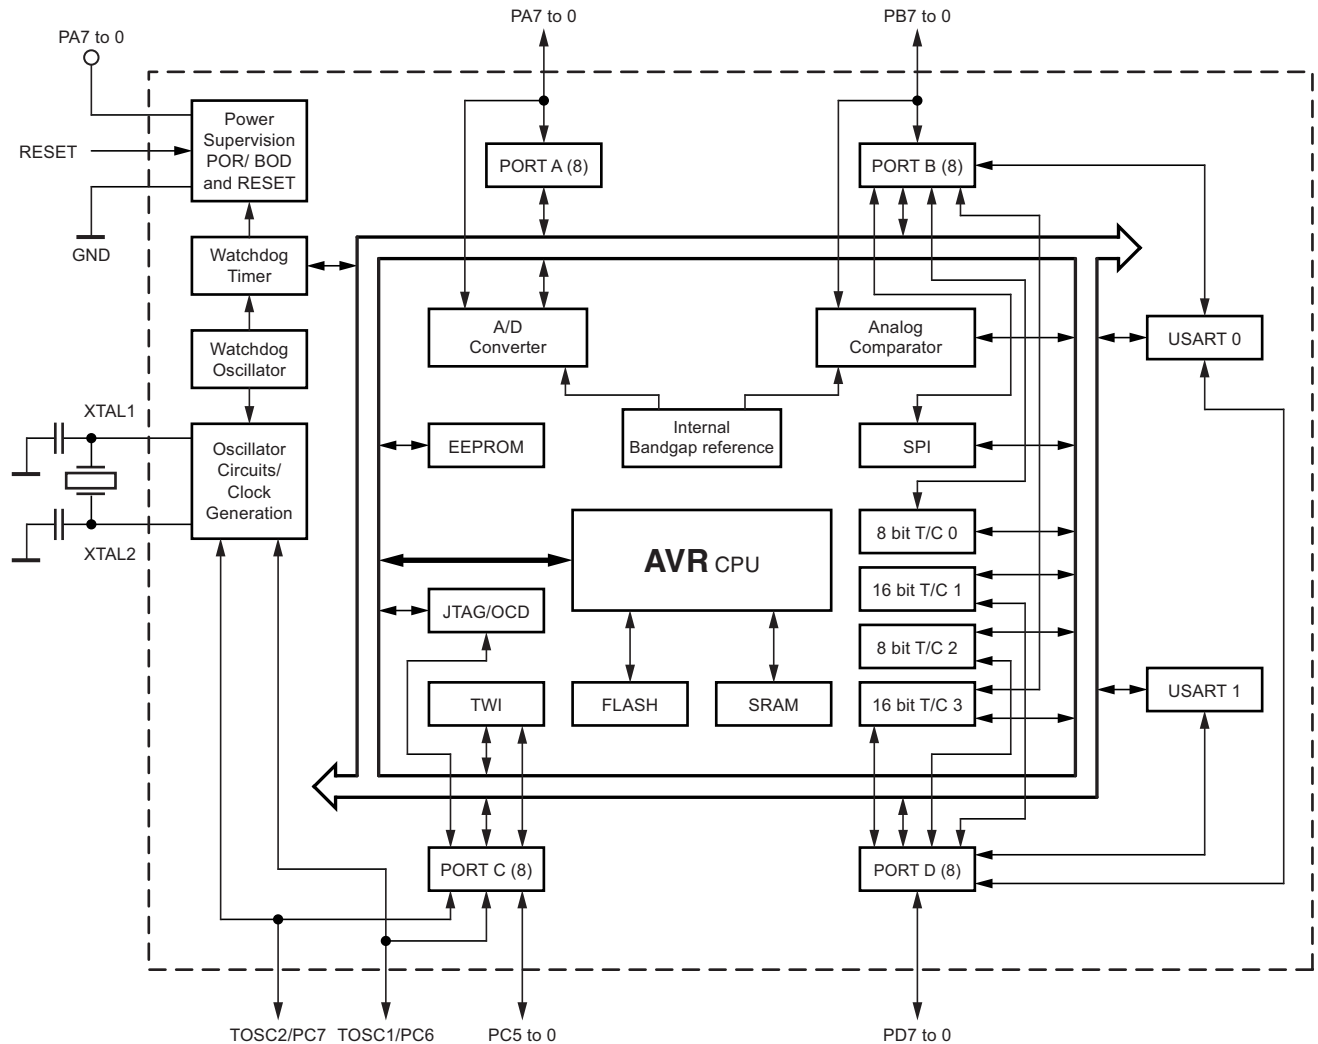 PA7 to 0
PB7 to 0
PA7 to 0
Power
Supervision
POR/ BOD
and RESET
RESET
PORT A (8)
PORT B (8)
GND
Watchdog
Timer
A/D
Converter
Analog
Comparator
USART 0
Watchdog
Oscillator
XTAL1
Internal
Bandgap reference
EEPROM
SPI
Oscillator
Circuits/
Clock
Generation
XTAL2
AVR CPU
8 bit T/C 0
16 bit T/C 1
JTAG/OCD
8 bit T/C 2
TWI
FLASH
SRAM
16 bit T/C 3
USART 1
PORT C (8)
PORT D (8)
TOSC2/PC7
TOSC1/PC6
PC5 to 0
PD7 to 0